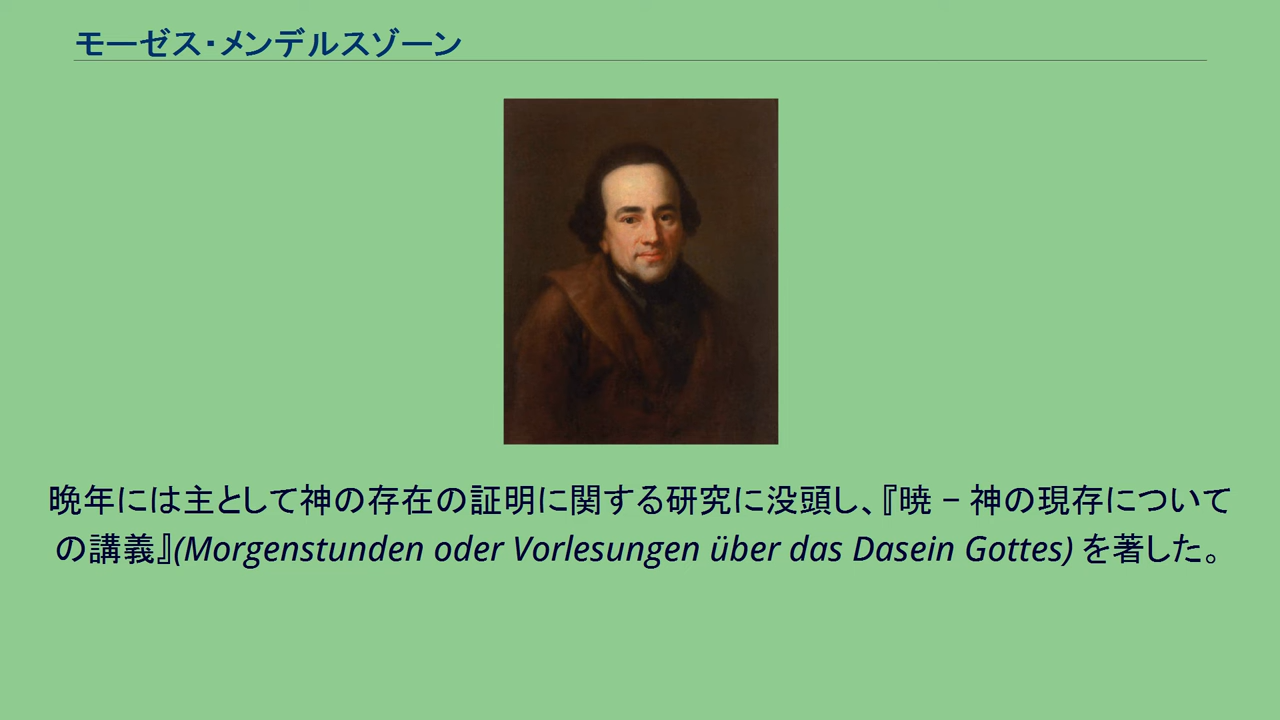 モーゼス・メンデルスゾーン
晩年には主として神の存在の証明に関する研究に没頭し、『暁 – 神の現存について
の講義』(Morgenstunden oder Vorlesungen über das Dasein Gottes) を著した。